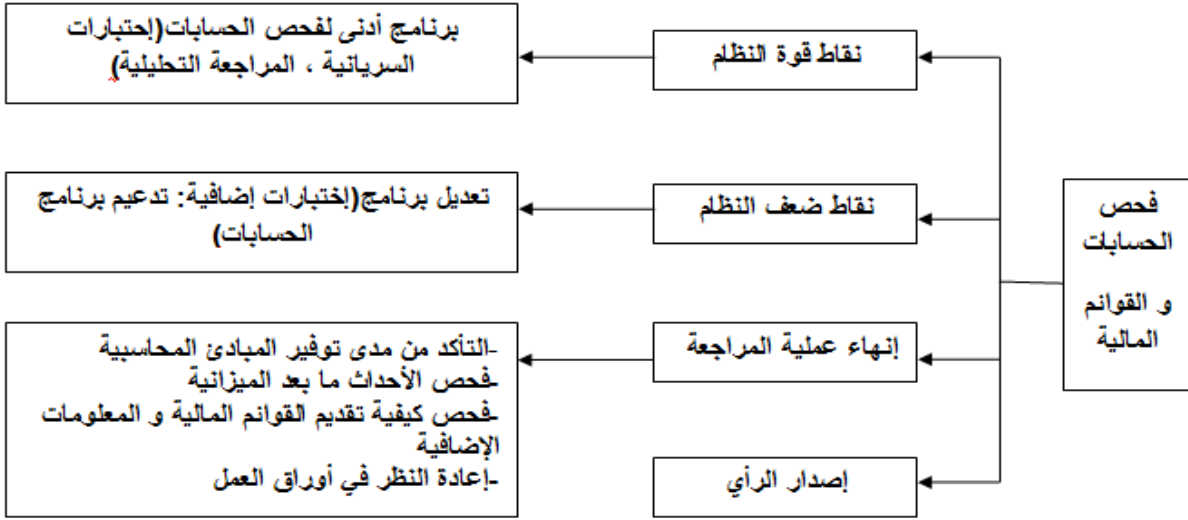 فحص
الحسابات
و القوائم
المالية
نقاط قوة النظام
برنامج أدنى لفحص الحسابات(إحتبارات
السريانية ، المراجعة التحليلية)
نقاط ضعف النظام
تعديل برنامج(إختبارات إضافية: تدعيم برنامج
الحسابات)
إنهاء عملية المراجعة
-التأكد من مدى توفير المبادئ المحاسبية
-فحص الأحداث ما بعد الميزانية
-فحص كيفية تقديم القوائم المالية و المعلومات
الإضافية
-إعادة النظر في أوراق العمل
إصدار الرأي